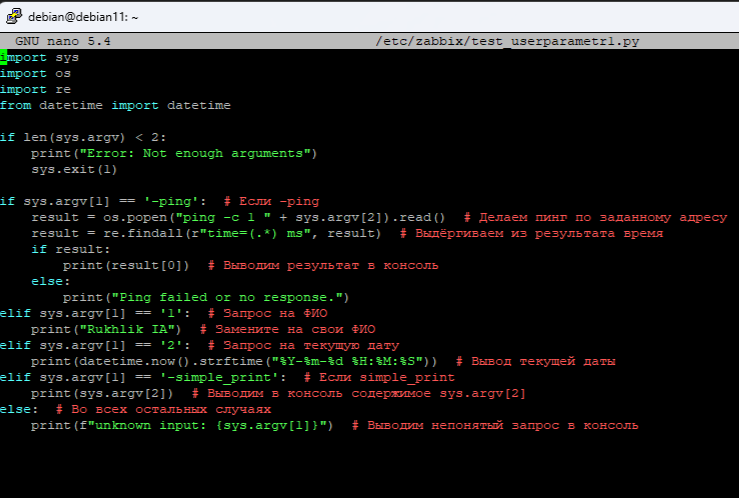 debian@debian11: ~
GNU nano 5.4 /etc/zabbix/test_userparametr1.py
import sys
import os
import re
from datetime import datetime
if len(sys.argv) < 2:
    print("Error: Not enough arguments")
    sys.exit(1)
if sys.argv[1] == '-ping':  # Если -ping
    result = os.popen("ping -c 1 " + sys.argv[2]).read()  # Делаем пинг по заданному адресу
    result = re.findall(r"time=(.*) ms", result)  # Выдёргиваем из результата время
    if result:
        print(result[0])  # Выводим результат в консоль
    else:
        print("Ping failed or no response.")
elif sys.argv[1] == '1':  # Запрос на ФИО
    print("Rukhlik IA")  # Замените на свои ФИО
elif sys.argv[1] == '2':  # Запрос на текущую дату
    print(datetime.now().strftime("%Y-%m-%d %H:%M:%S"))  # Вывод текущей даты
elif sys.argv[1] == '-simple_print':  # Если simple_print
    print(sys.argv[2])  # Выводим в консоль содержимое sys.argv[2]
else:  # Во всех остальных случаях
    print(f"unknown input: {sys.argv[1]}")  # Выводим непонятый запрос в консоль